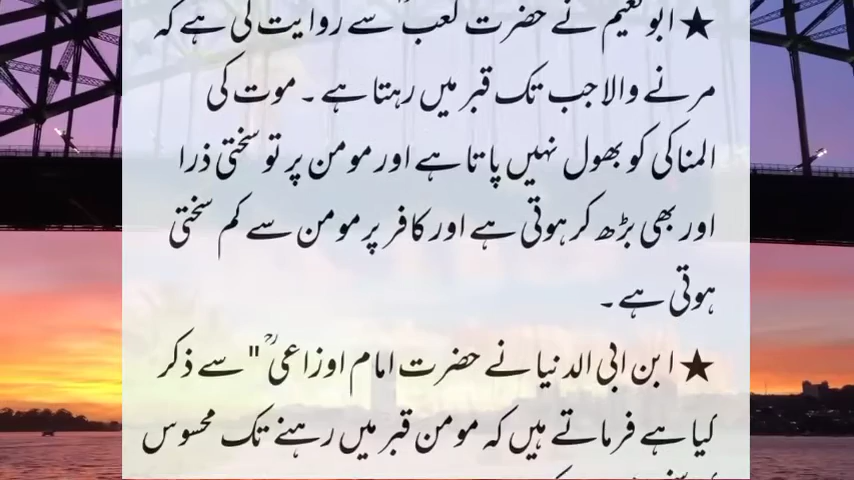 ★ ابو نعیم نے حضرت کعبؓ سے روایت کی ہے کہ
مرنے والا جب تک قبر میں رہتا ہے ۔ موت کی
المناکی کو بھول نہیں پاتا ہے اور مومن پر تو سختی ذرا
اور بھی بڑھ کر ہوتی ہے اور کافر پر مومن سے کم سختی
ہوتی ہے ۔
★ ابن ابی الدنیا نے حضرت امام اوزاعیؒ " سے ذکر
کیا ہے فرماتے ہیں کہ مومن قبر میں رہنے تک محسوس